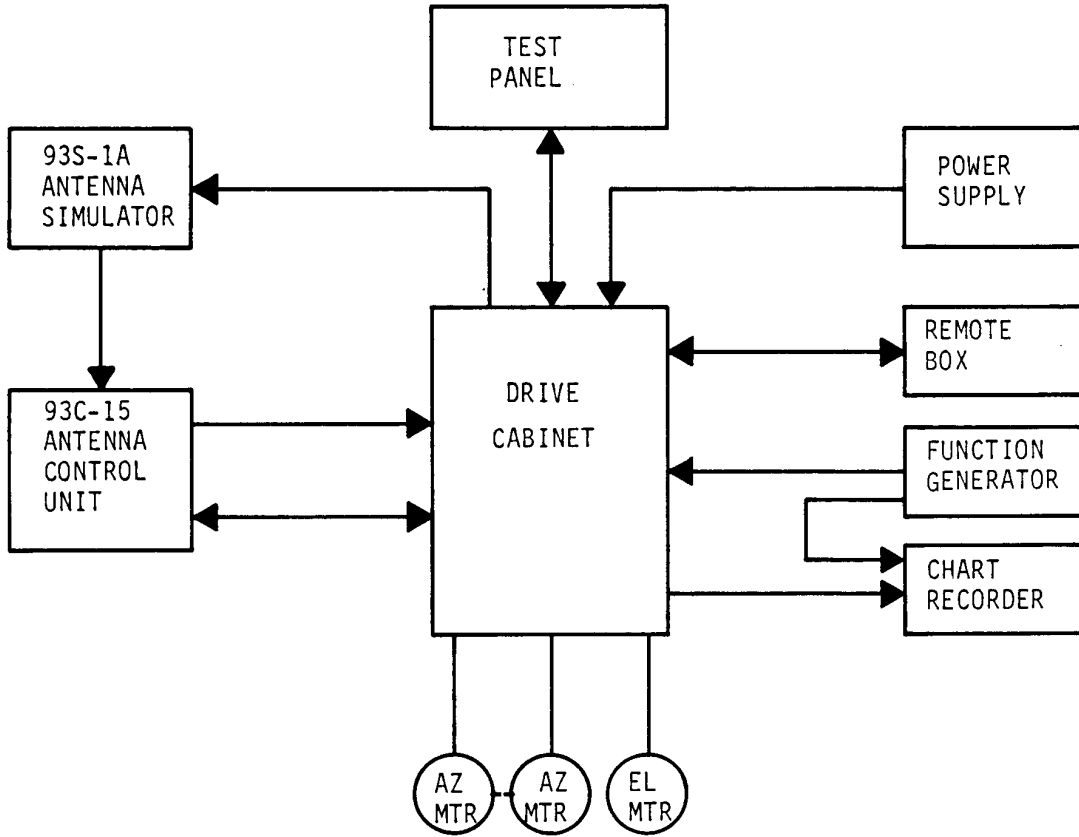 TEST
PANEL
93S-1A
ANTENNA
SIMULATOR
POWER
SUPPLY
REMOTE
BOX
DRIVE
CABINET
93C-15
ANTENNA
CONTROL
UNIT
FUNCTION
GENERATOR
CHART
RECORDER
AZ
MTR
AZ
MTR
EL
MTR